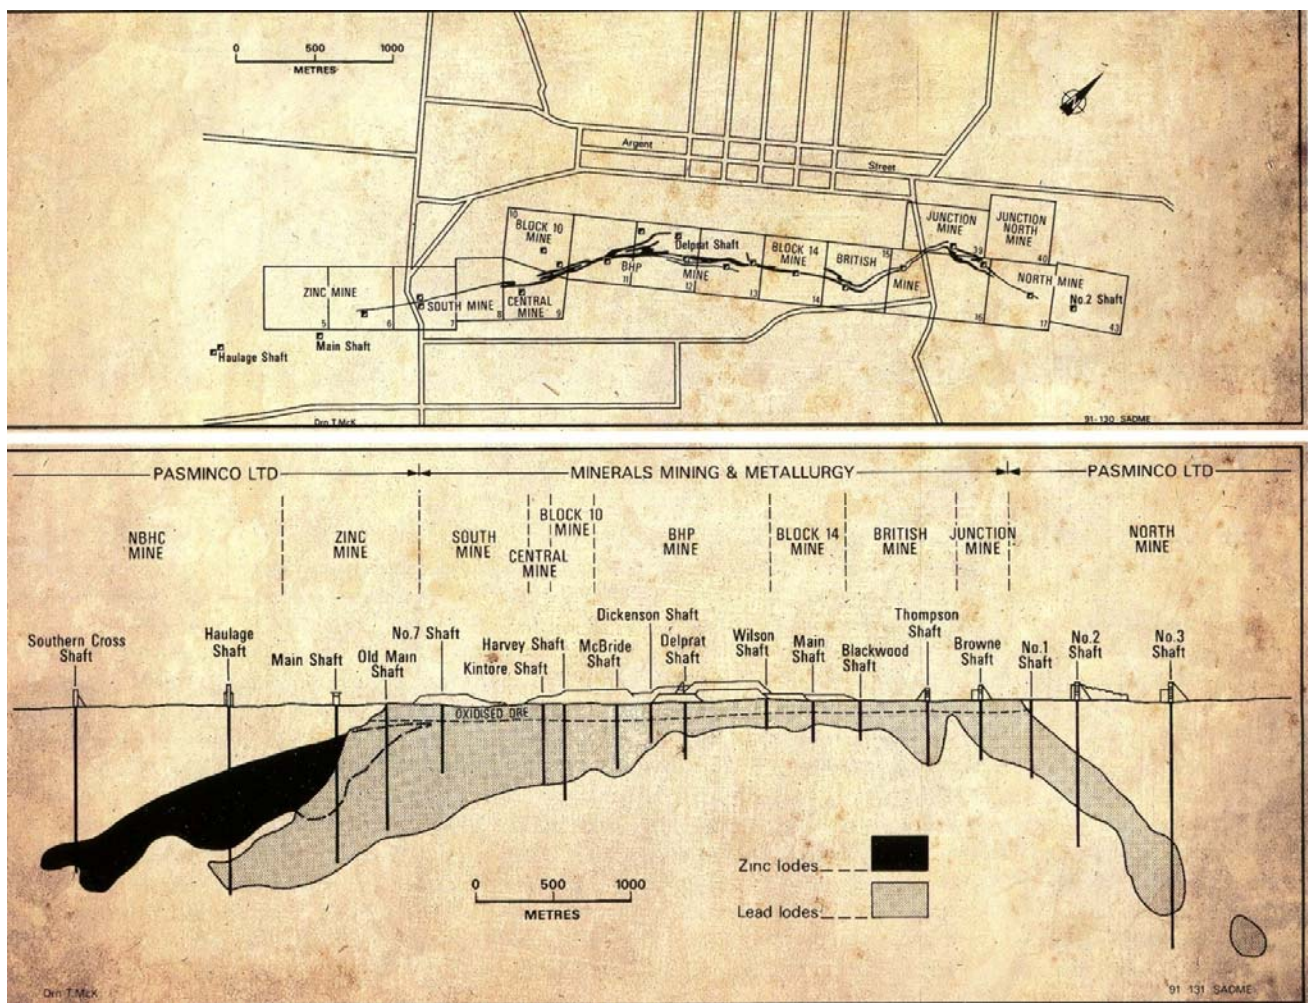 0 500 1000
METRES
Argent
Street
10
BLOCK 10
MINE
Delprat Shaft
BHP
MINE
11
12
13
BLOCK 14
MINE
14
15
BRITISH
MINE
JUNCTION
MINE
JUNCTION
NORTH
MINE
39
40
NORTH MINE
No.2 Shaft
16
17
43
ZINC MINE
5
6
7
SOUTH MINE
8
CENTRAL
MINE
9
Main Shaft
Haulage Shaft
Drn T.McK
91-130 SADME
PASMINCO LTD
MINERALS MINING & METALLURGY
PASMINCO LTD
NBHC
MINE
ZINC
MINE
SOUTH
MINE
CENTRAL
MINE
BLOCK 10
MINE
BHP
MINE
BLOCK 14
MINE
BRITISH
MINE
JUNCTION
MINE
NORTH
MINE
Southern Cross
Shaft
Haulage
Shaft
Main Shaft
Old Main
Shaft
No.7 Shaft
Kintore Shaft
Harvey Shaft
McBride
Shaft
Dickenson Shaft
Delprat
Shaft
Wilson
Shaft
Main
Shaft
Blackwood
Shaft
Thompson
Shaft
Browne
Shaft
No.1
Shaft
No.2
Shaft
No.3
Shaft
OXIDISED ORE
0 500 1000
METRES
Zinc lodes
Lead lodes
Drn T.McK
91 131 SADME